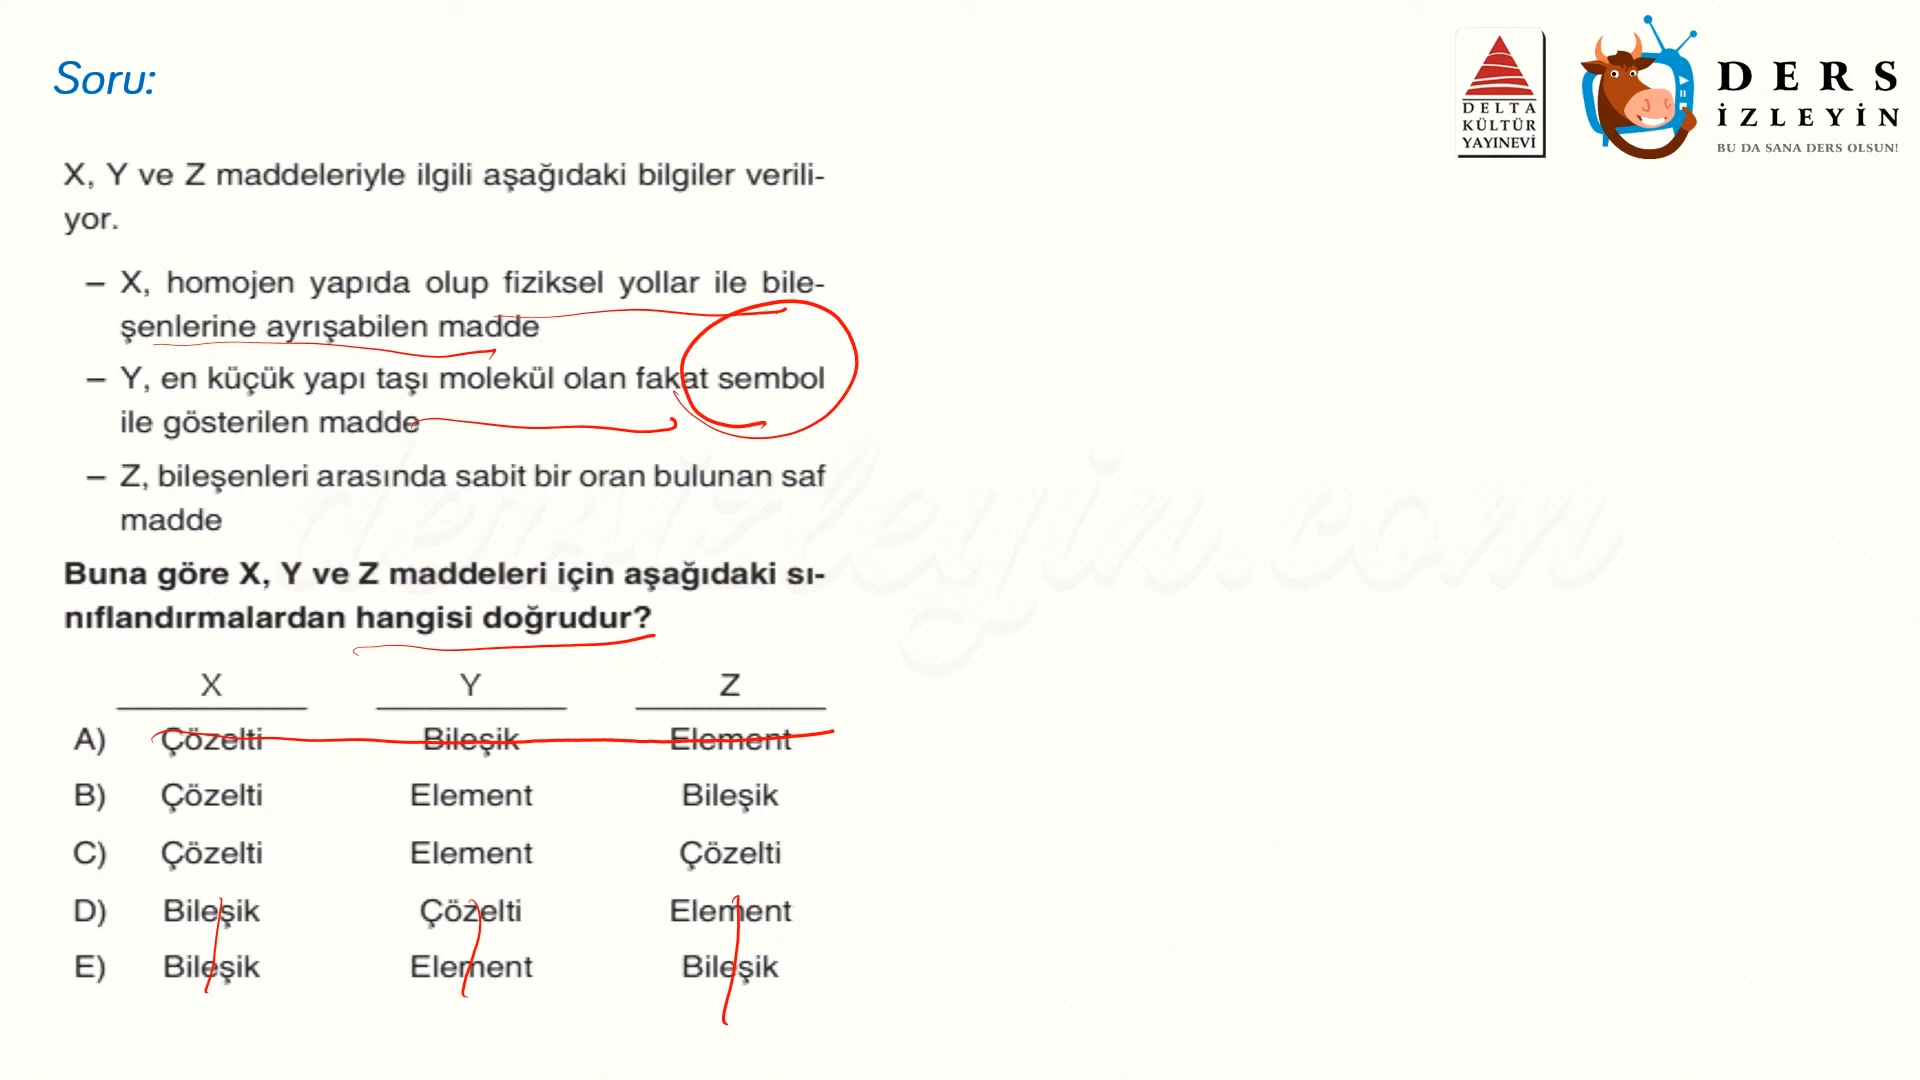 Soru:
DELTA
KÜLTÜR
YAYINEVİ
DERS
İZLEYİN
BU DA SANA DERS OLSUN!
X, Y ve Z maddeleriyle ilgili aşağıdaki bilgiler verili-
yor.
– X, homojen yapıda olup fiziksel yollar ile bile-
şenlerine ayrışabilen madde
– Y, en küçük yapı taşı molekül olan fakat sembol
ile gösterilen madde
– Z, bileşenleri arasında sabit bir oran bulunan saf
madde
dersizleyin.com
Buna göre X, Y ve Z maddeleri için aşağıdaki sı-
nıflandırmalardan hangisi doğrudur?
X Y Z
A) Çözelti Bileşik Element
B) Çözelti Element Bileşik
C) Çözelti Element Çözelti
D) Bileşik Çözelti Element
E) Bileşik Element Bileşik